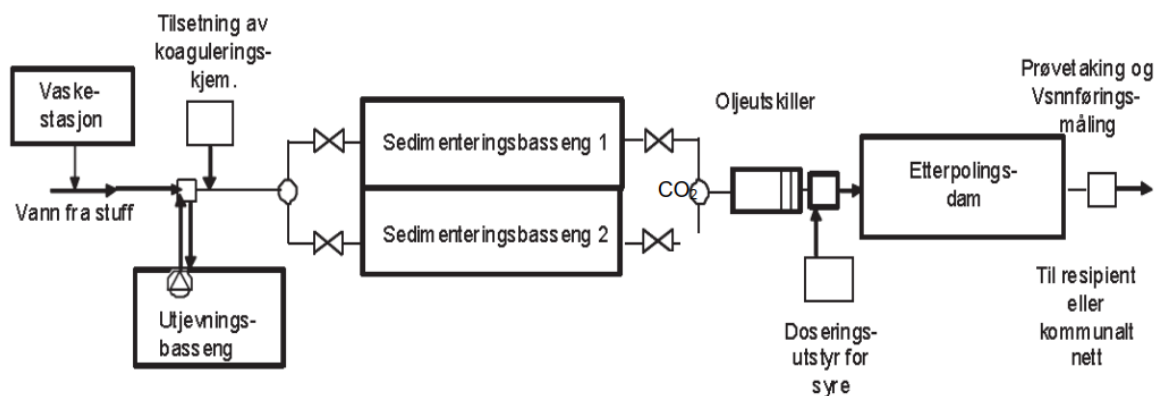 Tilsetning av
koagulerings-
kjem.
Vaske-
stasjon
Vann fra stuff
Utjevnings-
basseng
Sedimenteringsbasseng 1
Sedimenteringsbasseng 2
CO₂
Oljeutskiller
Doserings-
utstyr for
syre
Etterpolings-
dam
Prøvetaking og
Vsnnførings-
måling
Til resipient
eller
kommunalt
nett